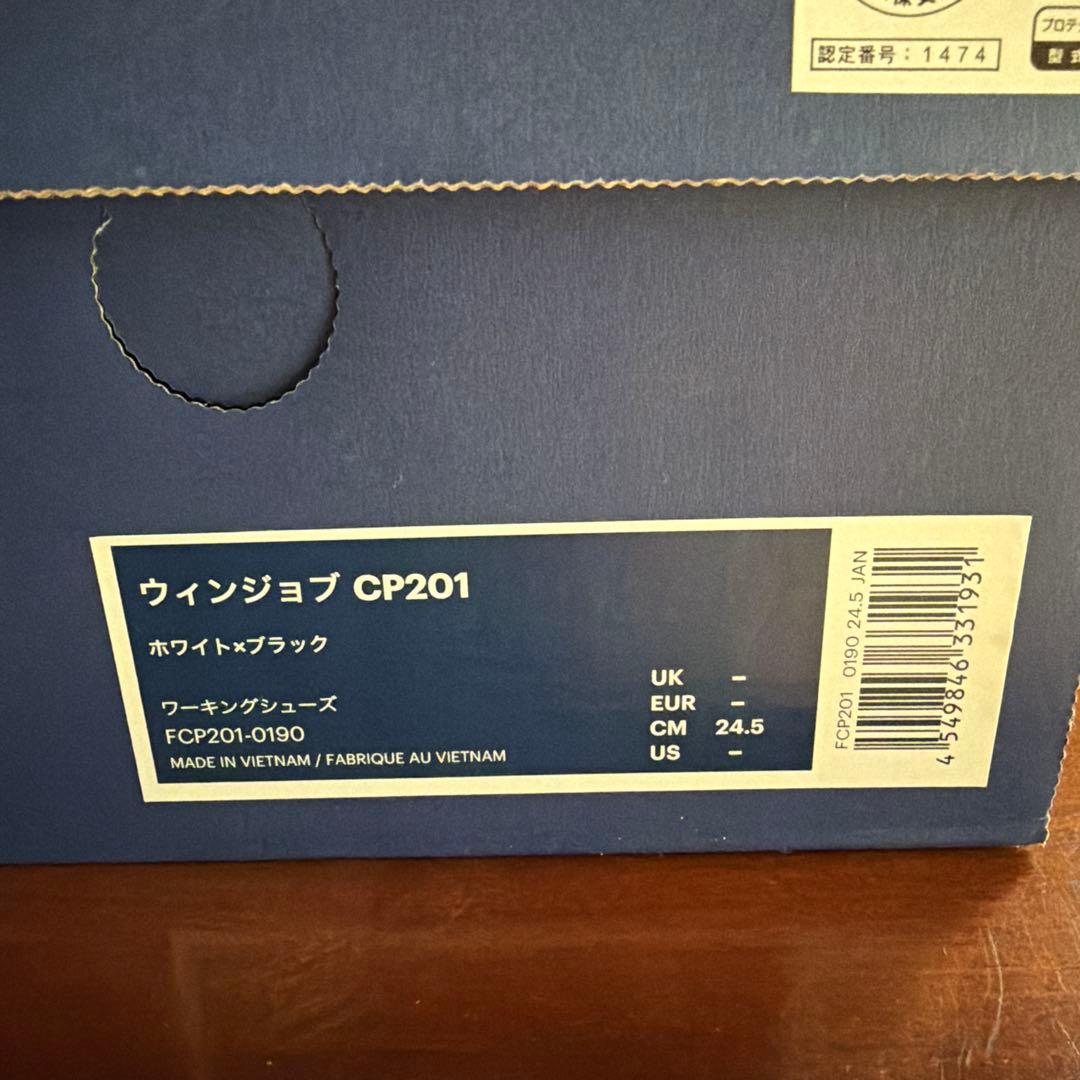 認定番号：1474
プロテ
型式
ウィンジョブ CP201
ホワイト×ブラック
ワーキングシューズ
FCP201-0190
MADE IN VIETNAM / FABRIQUE AU VIETNAM
UK –
EUR –
CM 24.5
US –
FCP201 0190 24.5 JAN
4 549846 331931